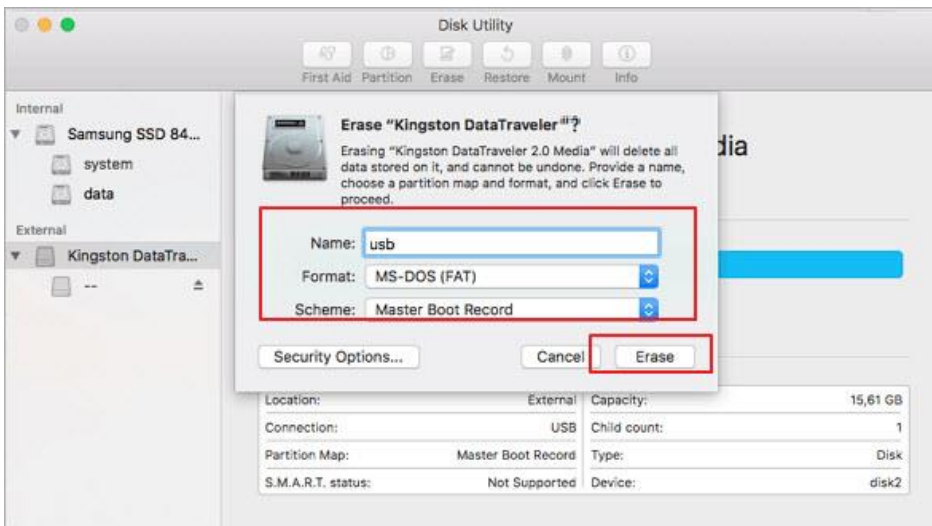 Disk Utility
First Aid Partition Erase Restore Mount Info
Internal
Samsung SSD 84...
system
data
External
Kingston DataTra...
--
Erase "Kingston DataTraveler"?
Erasing "Kingston DataTraveler 2.0 Media" will delete all
data stored on it, and cannot be undone. Provide a name,
choose a partition map and format, and click Erase to
proceed.
Name: usb
Format: MS-DOS (FAT)
Scheme: Master Boot Record
Security Options... Cancel Erase
dia
Location: External Capacity: 15,61 GB
Connection: USB Child count: 1
Partition Map: Master Boot Record Type: Disk
S.M.A.R.T. status: Not Supported Device: disk2